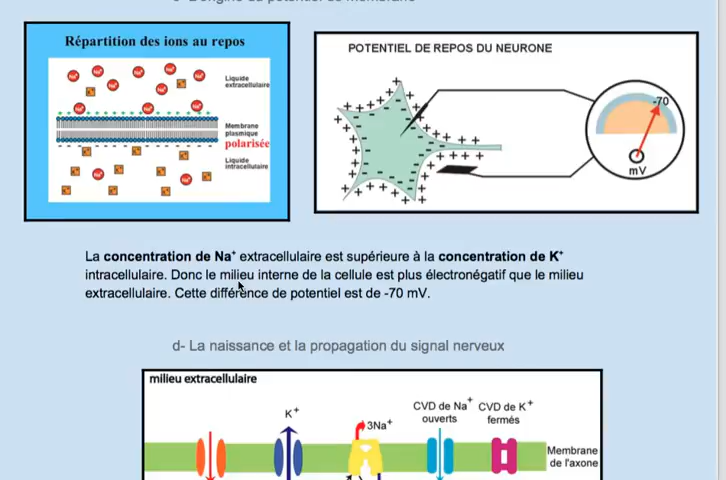 Répartition des ions au repos
Liquide
extracellulaire
Membrane
plasmique
polarisée
Liquide
intracellulaire
POTENTIEL DE REPOS DU NEURONE
-70
mV
La concentration de Na⁺ extracellulaire est supérieure à la concentration de K⁺
intracellulaire. Donc le milieu interne de la cellule est plus électronégatif que le milieu
extracellulaire. Cette différence de potentiel est de -70 mV.
d- La naissance et la propagation du signal nerveux
milieu extracellulaire
K⁺
3Na⁺
CVD de Na⁺
ouverts
CVD de K⁺
fermés
Membrane
de l'axone